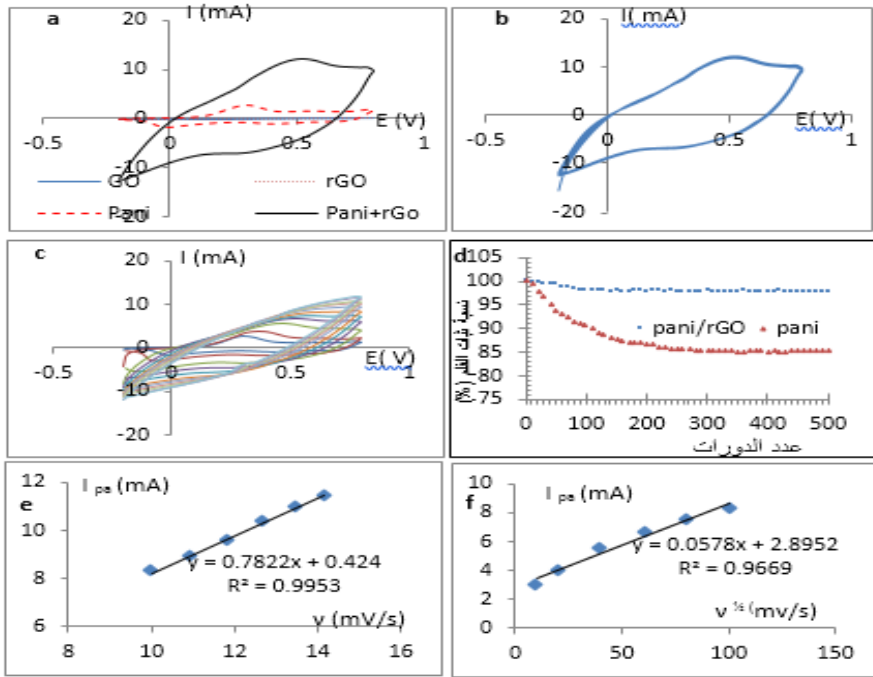 a
I (mA)
20
10
0
-10
-20
-0.5
0
0.5
1
E (V)
GO
rGO
Pani
Pani+rGo
b
I( mA)
20
10
0
-10
-20
-0.5
0
0.5
1
E( V)
c
I (mA)
20
10
0
-10
-20
-0.5
0
0.5
1
E( V)
d
105
100
95
90
85
80
75
(%)
pani/rGO
pani
0
100
200
300
400
500
عدد الدورات
e
I pa (mA)
12
10
8
6
y = 0.7822x + 0.424
R² = 0.9953
v (mV/s)
8
10
12
14
16
f
I pa (mA)
10
8
6
4
2
0
y = 0.0578x + 2.8952
R² = 0.9669
v ½ (mv/s)
0
50
100
150